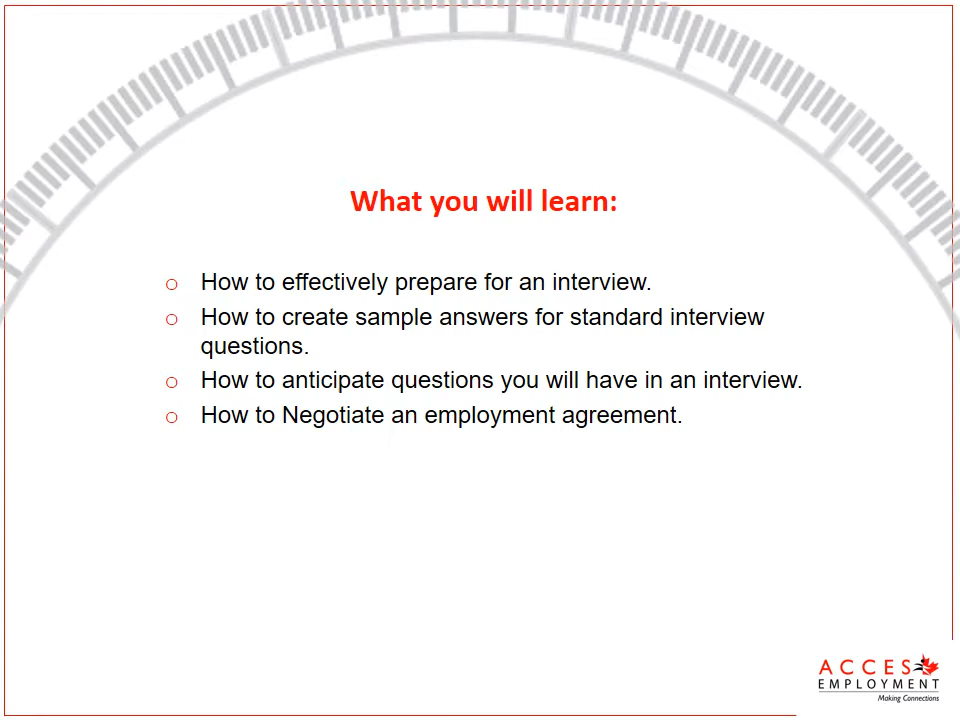 What you will learn:
o How to effectively prepare for an interview.
o How to create sample answers for standard interview
questions.
o How to anticipate questions you will have in an interview.
o How to Negotiate an employment agreement.
ACCES
EMPLOYMENT
Making Connections